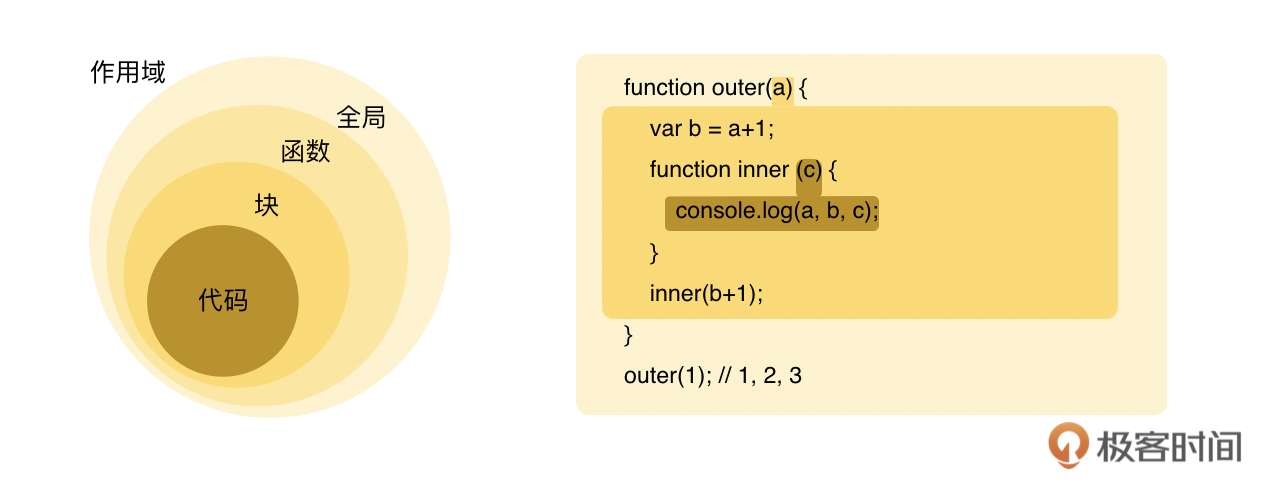 作用域
全局
函数
块
代码
function outer(a) {
var b = a+1;
function inner (c) {
console.log(a, b, c);
}
inner(b+1);
}
outer(1); // 1, 2, 3
极客时间